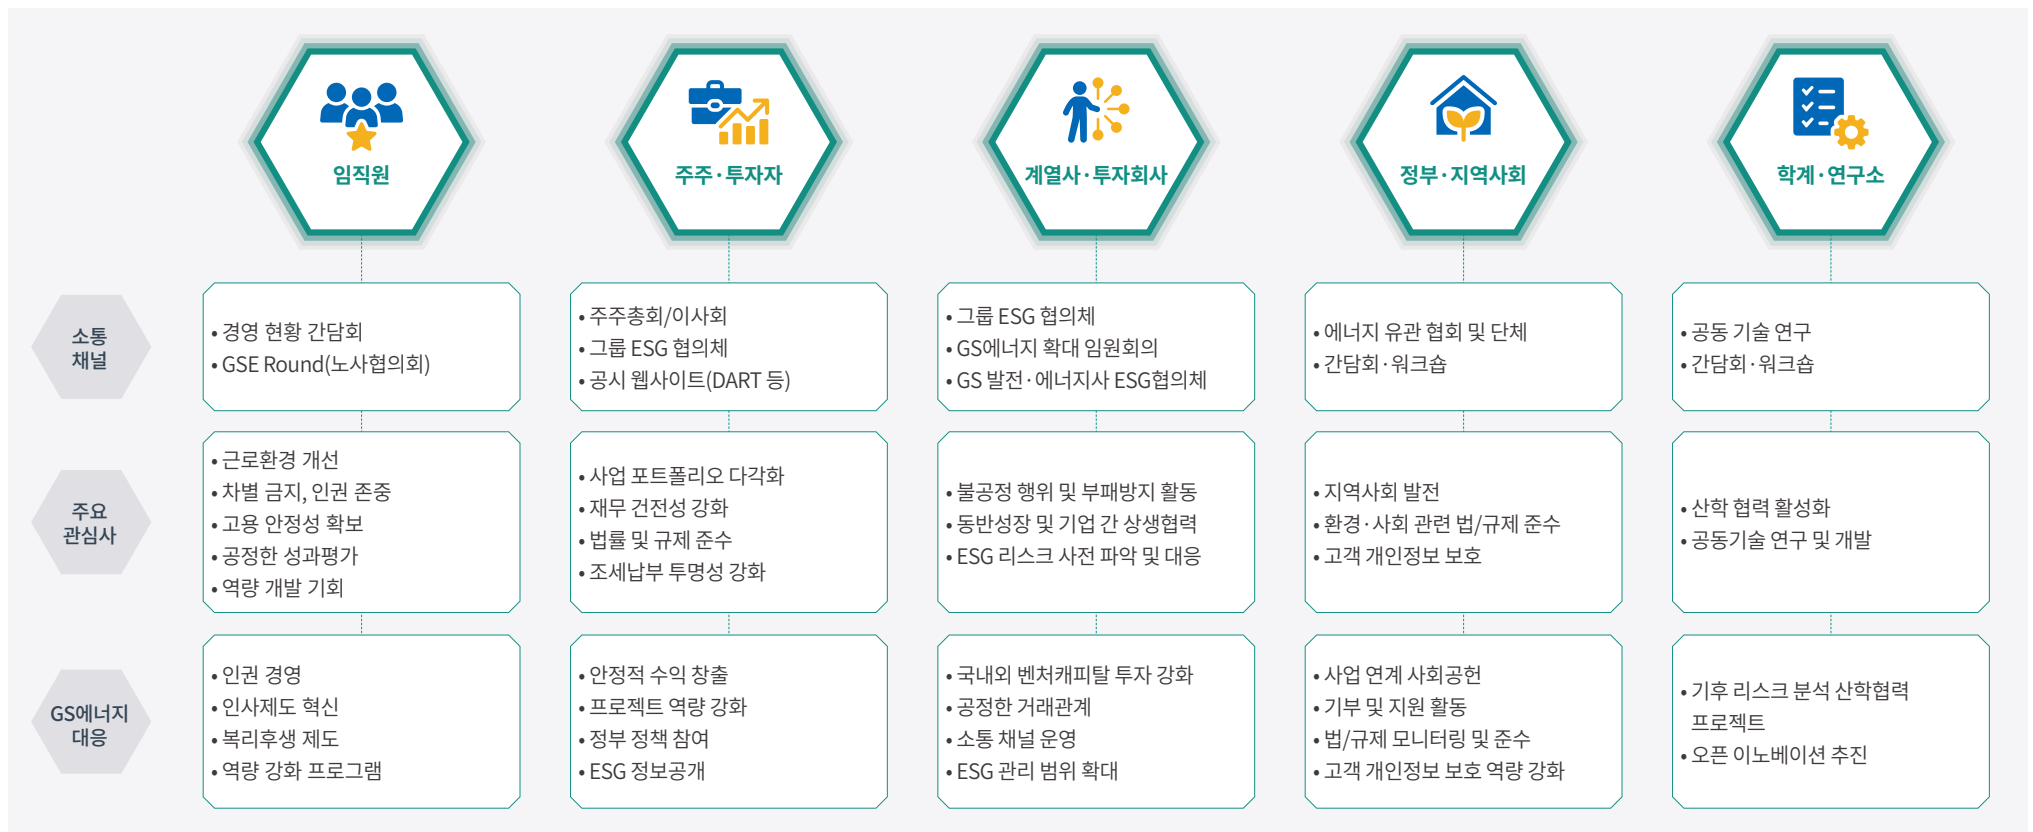 임직원
주주·투자자
계열사·투자회사
정부·지역사회
학계·연구소
소통
채널
• 경영 현황 간담회
• GSE Round(노사협의회)
• 주주총회/이사회
• 그룹 ESG 협의체
• 공시 웹사이트(DART 등)
• 그룹 ESG 협의체
• GS에너지 확대 임원회의
• GS 발전·에너지사 ESG협의체
• 에너지 유관 협회 및 단체
• 간담회·워크숍
• 공동 기술 연구
• 간담회·워크숍
주요
관심사
• 근로환경 개선
• 차별 금지, 인권 존중
• 고용 안정성 확보
• 공정한 성과평가
• 역량 개발 기회
• 사업 포트폴리오 다각화
• 재무 건전성 강화
• 법률 및 규제 준수
• 조세납부 투명성 강화
• 불공정 행위 및 부패방지 활동
• 동반성장 및 기업 간 상생협력
• ESG 리스크 사전 파악 및 대응
• 지역사회 발전
• 환경·사회 관련 법/규제 준수
• 고객 개인정보 보호
• 산학 협력 활성화
• 공동기술 연구 및 개발
GS에너지
대응
• 인권 경영
• 인사제도 혁신
• 복리후생 제도
• 역량 강화 프로그램
• 안정적 수익 창출
• 프로젝트 역량 강화
• 정부 정책 참여
• ESG 정보공개
• 국내외 벤처캐피탈 투자 강화
• 공정한 거래관계
• 소통 채널 운영
• ESG 관리 범위 확대
• 사업 연계 사회공헌
• 기부 및 지원 활동
• 법/규제 모니터링 및 준수
• 고객 개인정보 보호 역량 강화
• 기후 리스크 분석 산학협력
프로젝트
• 오픈 이노베이션 추진